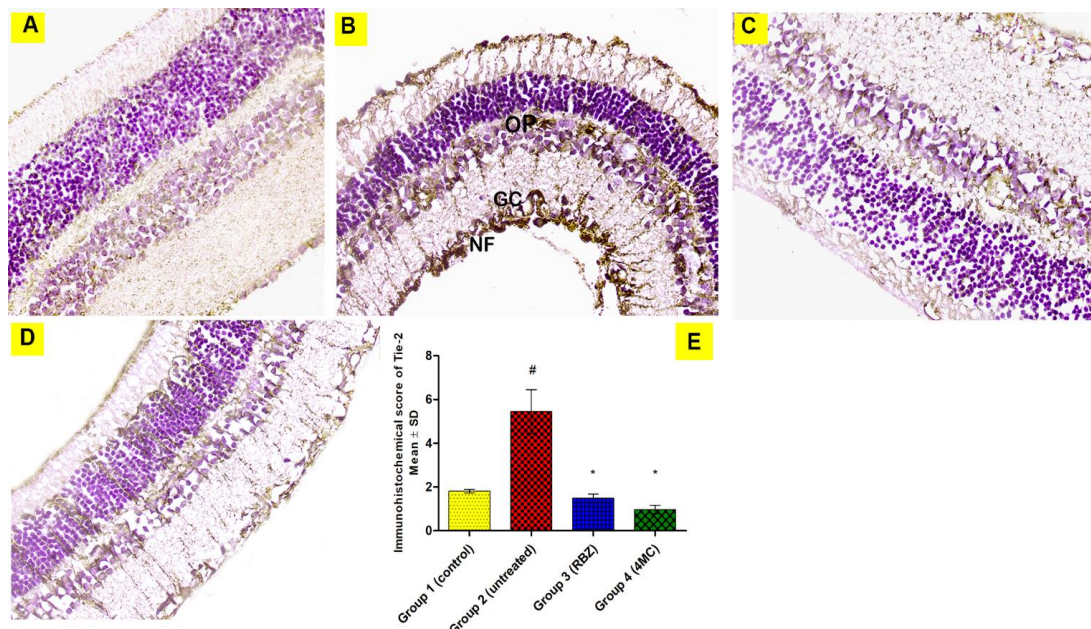 A
B
C
OP
GC
NF
D
E
Immunohistochemical score of Tie-2
Mean ± SD
8
6
4
2
0
#
*
*
Group 1 (control)
Group 2 (untreated)
Group 3 (RBZ)
Group 4 (4MC)